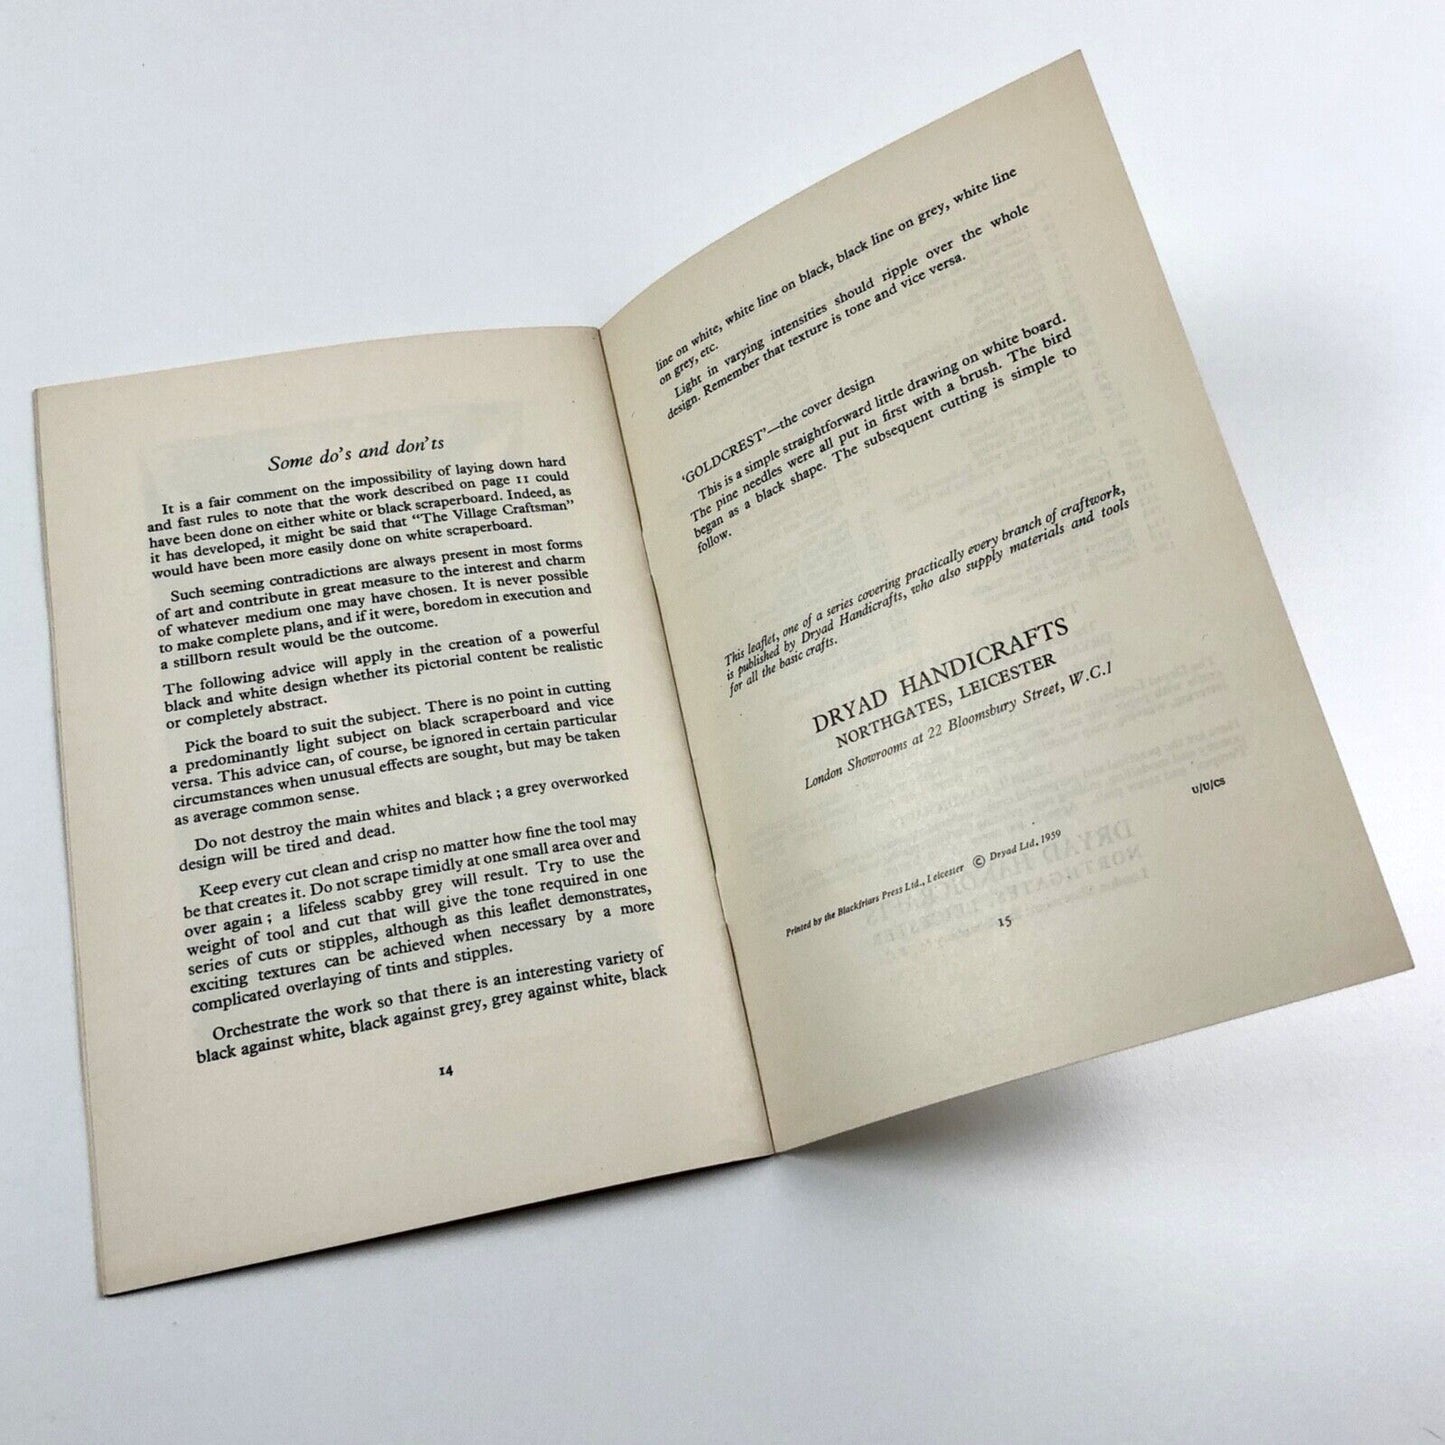 Some do's and don'ts
It is a fair comment on the impossibility of laying down hard
and fast rules to note that the work described on page 11 could
have been done on either white or black scraperboard. Indeed, as
it has developed, it might be said that "The Village Craftsman"
would have been more easily done on white scraperboard.
Such seeming contradictions are always present in most forms
of art and contribute in great measure to the interest and charm
of whatever medium one may have chosen. It is never possible
to make complete plans, and if it were, boredom in execution and
a stillborn result would be the outcome.
The following advice will apply in the creation of a powerful
black and white design whether its pictorial content be realistic
or completely abstract.
Pick the board to suit the subject. There is no point in cutting
a predominantly light subject on black scraperboard and vice
versa. This advice can, of course, be ignored in certain particular
circumstances when unusual effects are sought, but may be taken
as average common sense.
Do not destroy the main whites and black ; a grey overworked
design will be tired and dead.
Keep every cut clean and crisp no matter how fine the tool may
be that creates it. Do not scrape timidly at one small area over and
over again ; a lifeless scabby grey will result. Try to use the
weight of tool and cut that will give the tone required in one
series of cuts or stipples, although as this leaflet demonstrates,
exciting textures can be achieved when necessary by a more
complicated overlaying of tints and stipples.
Orchestrate the work so that there is an interesting variety of
black against white, black against grey, grey against white, black
14
line on white, white line on black, black line on grey, white line
on grey, etc.
Light in varying intensities should ripple over the whole
design. Remember that texture is tone and vice versa.
'GOLDCREST'—the cover design
This is a simple straightforward little drawing on white board.
The pine needles were all put in first with a brush. The bird
began as a black shape. The subsequent cutting is simple to
follow.
This leaflet, one of a series covering practically every branch of craftwork,
is published by Dryad Handicrafts, who also supply materials and tools
for all the basic crafts.
DRYAD HANDICRAFTS
NORTHGATES, LEICESTER
London Showrooms at 22 Bloomsbury Street, W.C.1
U/U/CS
Printed by the Blackfriars Press Ltd., Leicester © Dryad Ltd. 1959
15